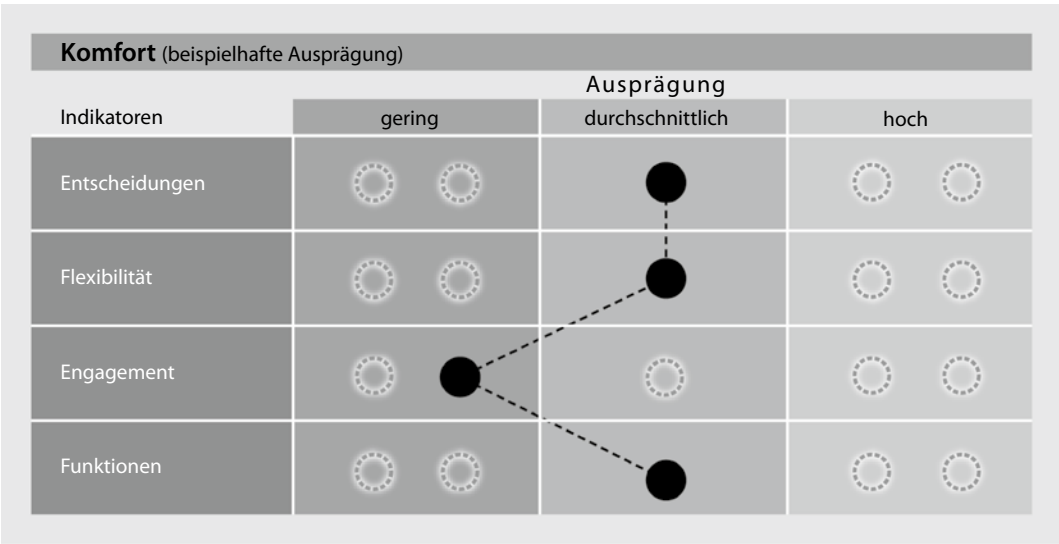 Komfort (beispielhafte Ausprägung)
Ausprägung
Indikatoren gering durchschnittlich hoch
Entscheidungen
Flexibilität
Engagement
Funktionen